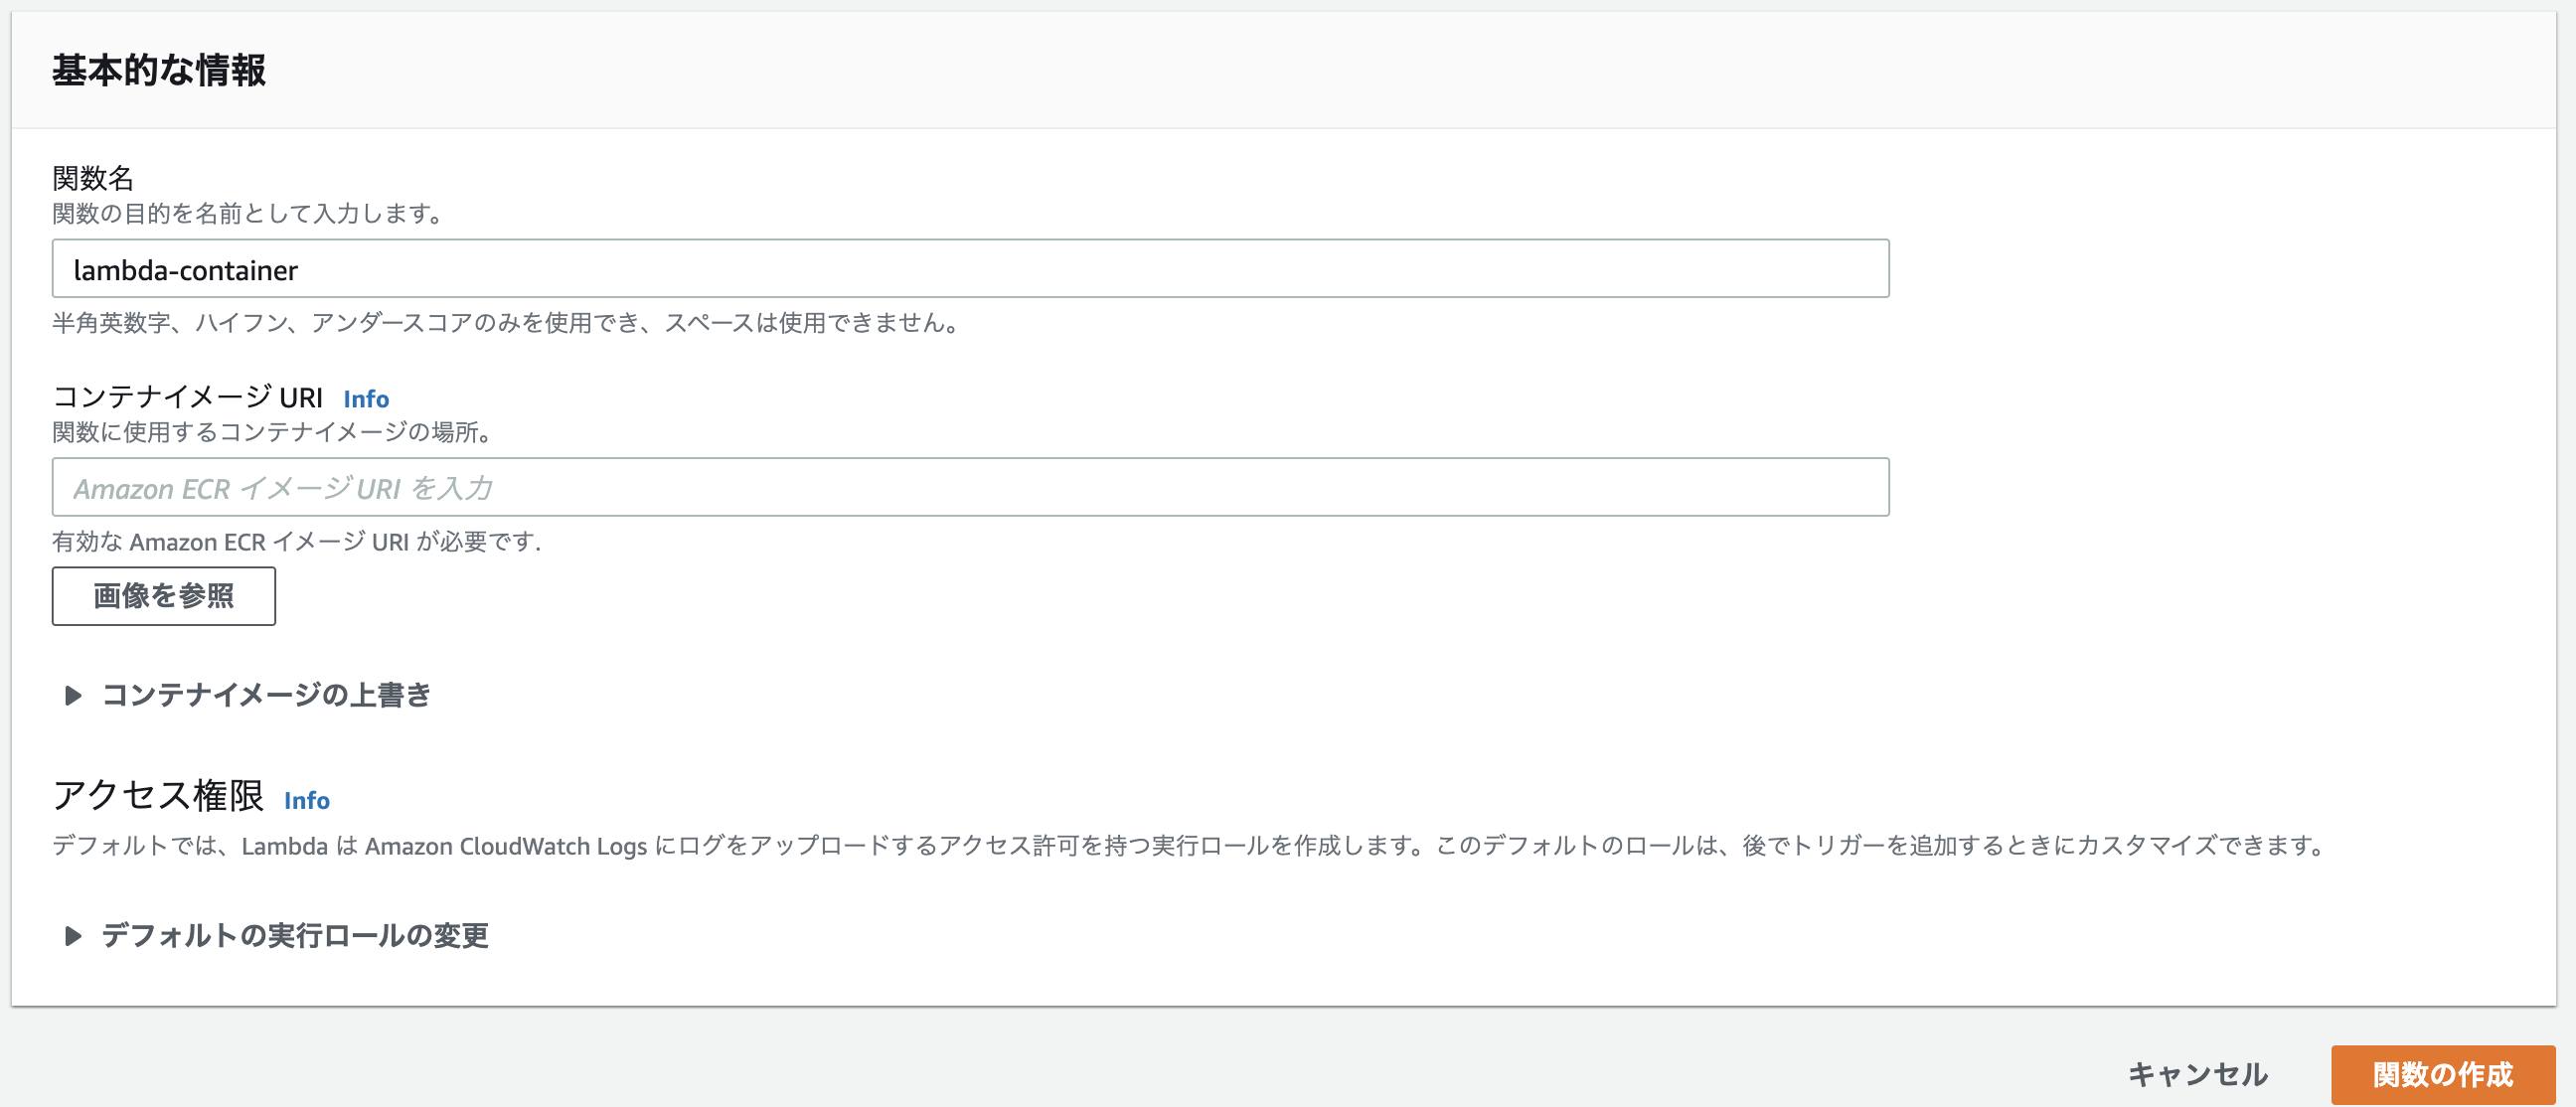 基本的な情報
関数名
関数の目的を名前として入力します。
lambda-container
半角英数字、ハイフン、アンダースコアのみを使用でき、スペースは使用できません。
コンテナイメージ URI Info
関数に使用するコンテナイメージの場所。
Amazon ECR イメージ URI を入力
有効な Amazon ECR イメージ URI が必要です.
画像を参照
コンテナイメージの上書き
アクセス権限 Info
デフォルトでは、Lambda は Amazon CloudWatch Logs にログをアップロードするアクセス許可を持つ実行ロールを作成します。このデフォルトのロールは、後でトリガーを追加するときにカスタマイズできます。
デフォルトの実行ロールの変更
キャンセル 関数の作成